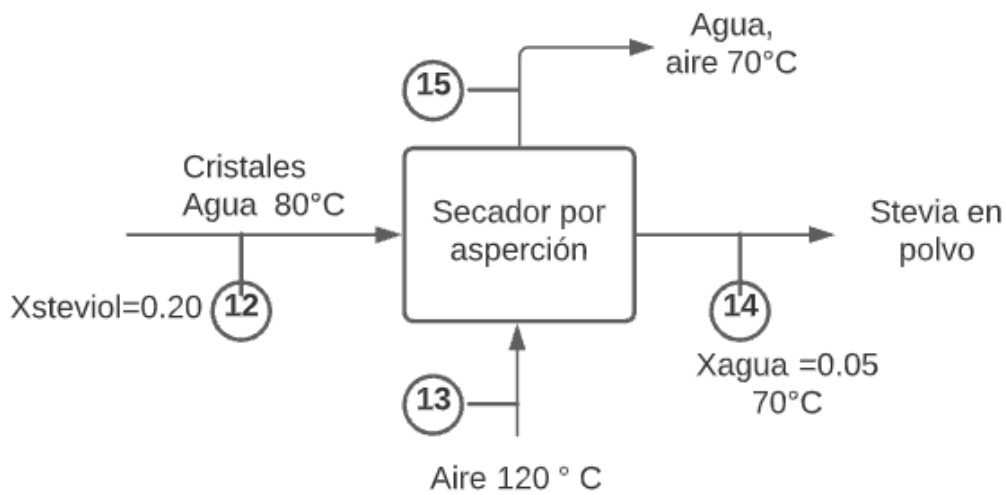 Agua,
aire 70°C
15
Cristales
Agua 80°C
Secador por
asperción
Stevia en
polvo
Xsteviol=0.20
12
14
Xagua =0.05
70°C
13
Aire 120 ° C